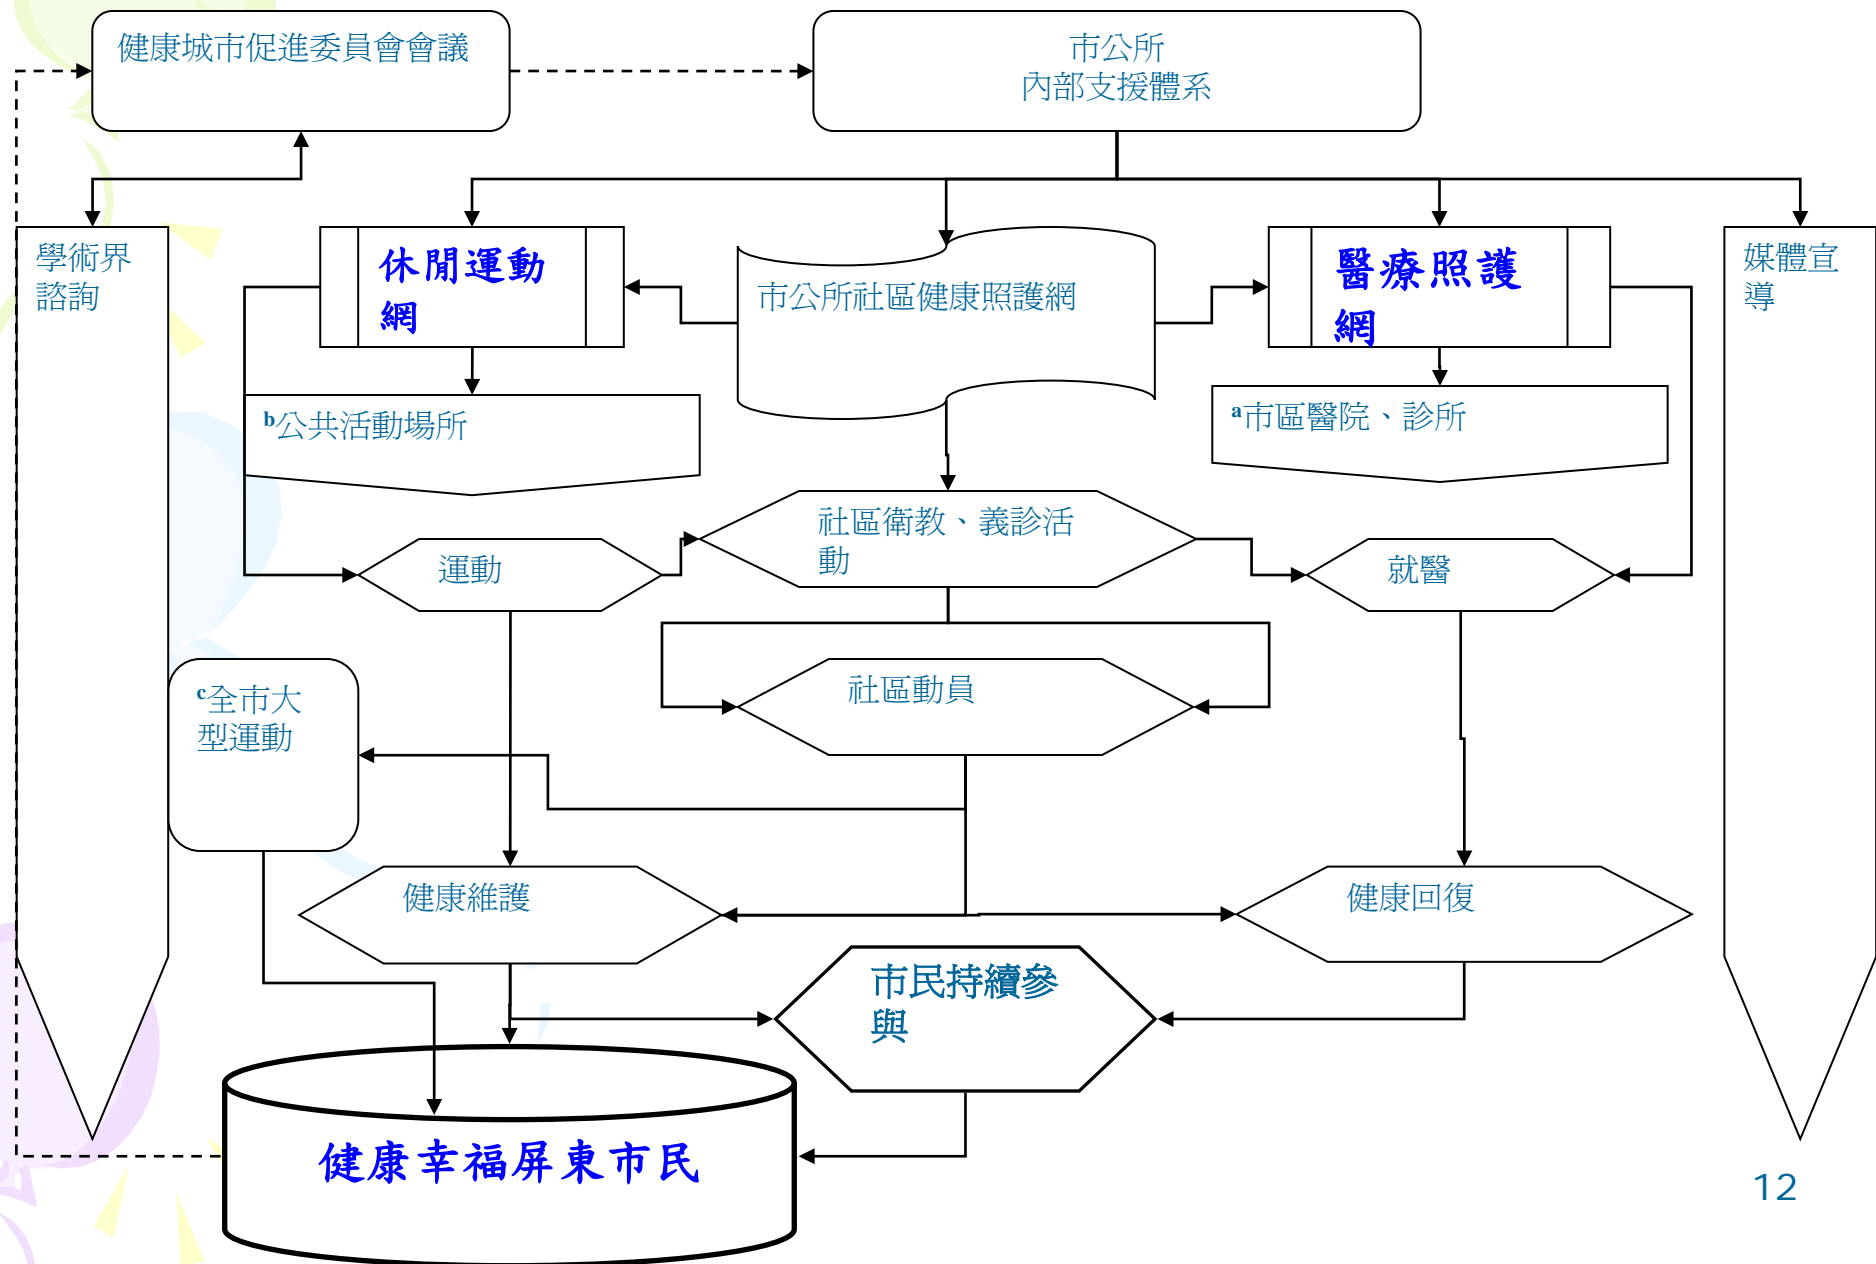 健康城市促進委員會會議
市公所
內部支援體系
學術界
諮詢
休閒運動
網
市公所社區健康照護網
醫療照護
網
媒體宣
導
b公共活動場所
a市區醫院、診所
社區衛教、義診活
動
運動
就醫
社區動員
c全市大
型運動
健康維護
健康回復
市民持續參
與
健康幸福屏東市民
12